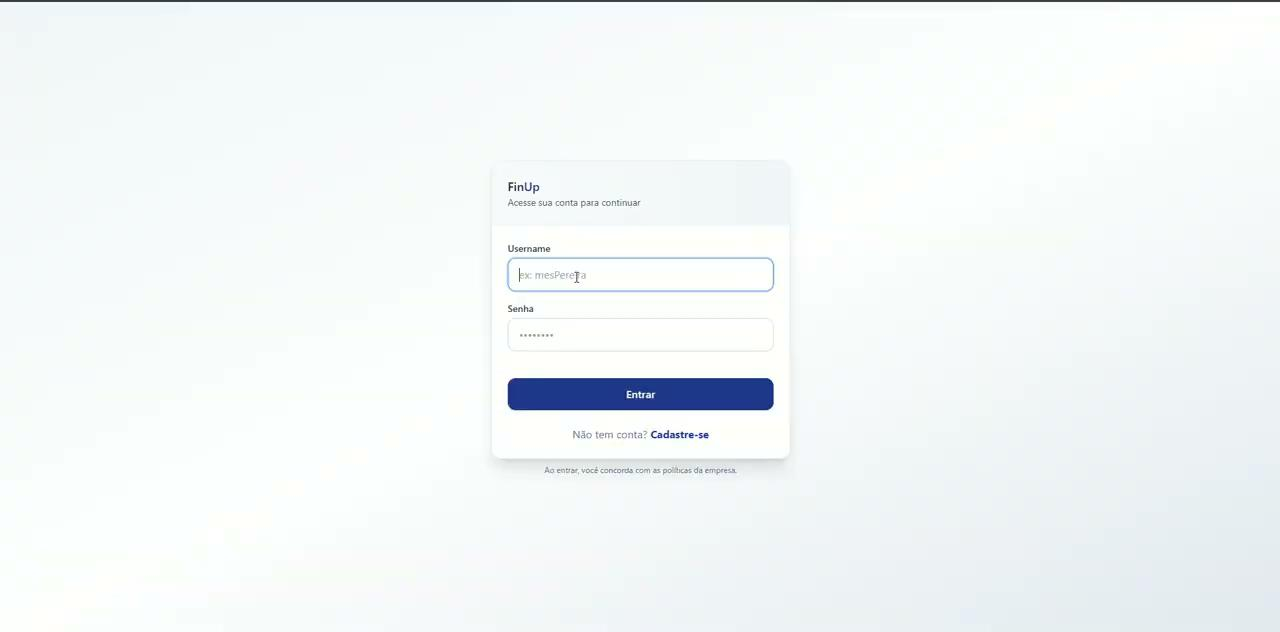 FinUp
Acesse sua conta para continuar
Username
ex: mesPereira
Senha
••••••••
Entrar
Não tem conta? Cadastre-se
Ao entrar, você concorda com as políticas da empresa.